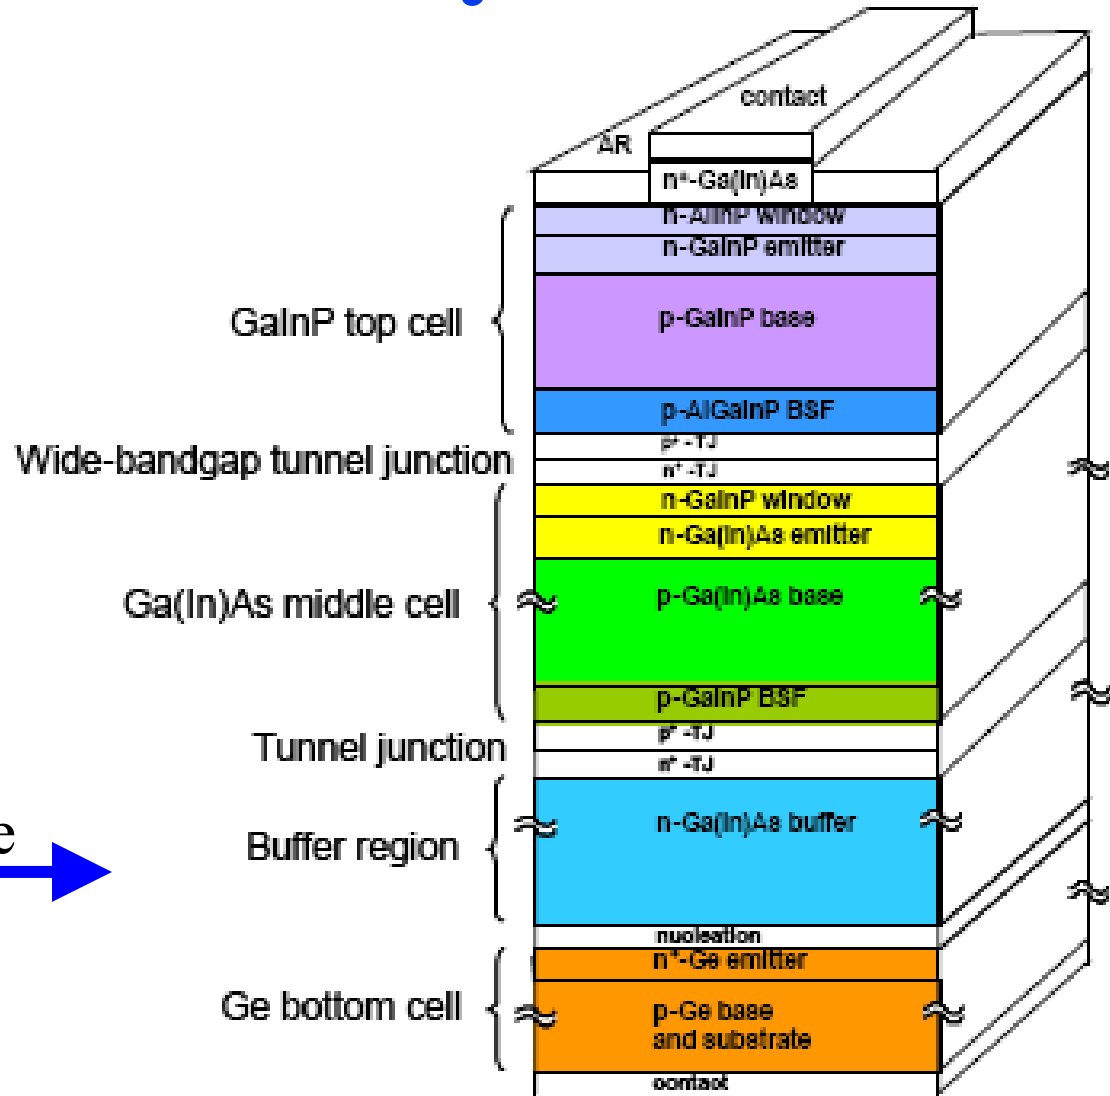 contact
AR
n+-Ga(In)As
n-AlInP window
n-GaInP emitter
GaInP top cell
p-GaInP base
p-AlGaInP BSF
Wide-bandgap tunnel junction
p+ -TJ
n+ -TJ
n-GaInP window
n-Ga(In)As emitter
Ga(In)As middle cell
p-Ga(In)As base
p-GaInP BSF
Tunnel junction
p+ -TJ
n+ -TJ
Buffer region
n-Ga(In)As buffer
nucleation
n+-Ge emitter
Ge bottom cell
p-Ge base
and substrate
contact